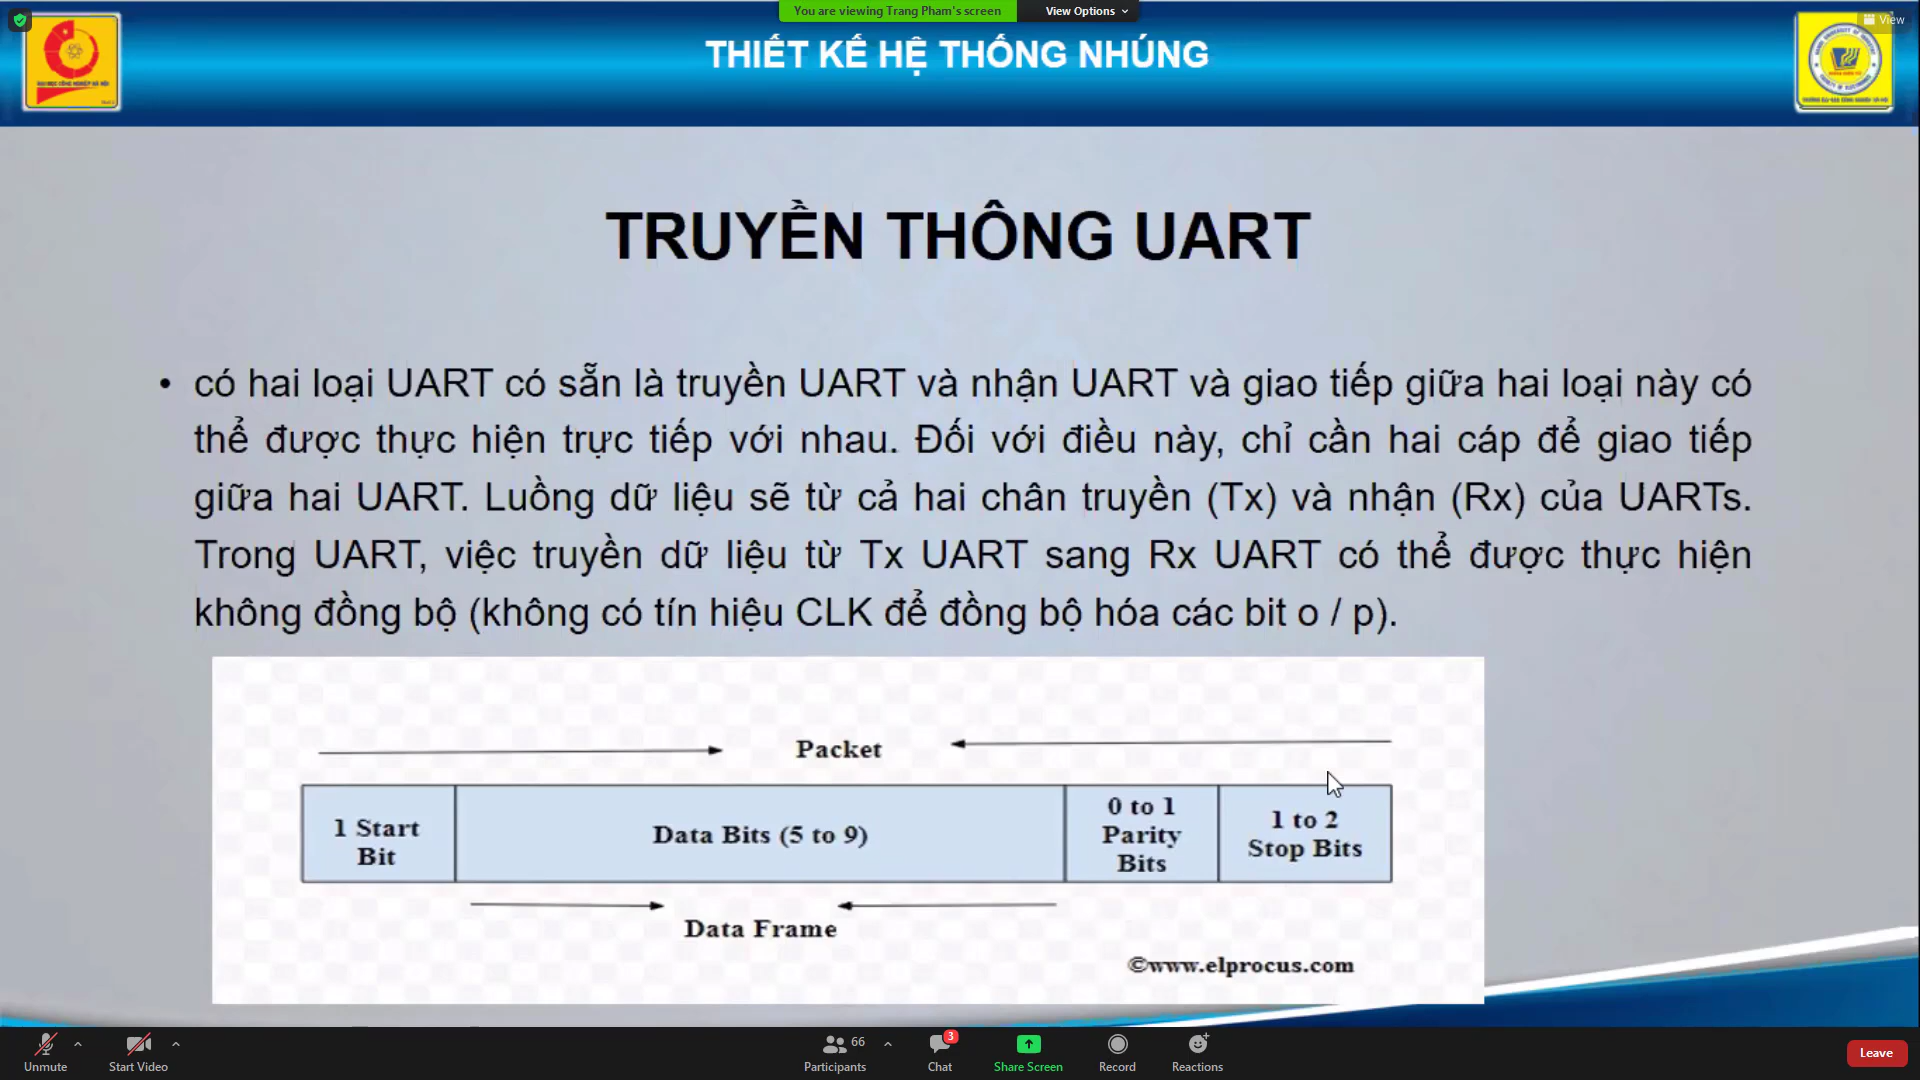 You are viewing Trang Pham's screen
View Options
View
THIẾT KẾ HỆ THỐNG NHÚNG
TRUYỀN THÔNG UART
• có hai loại UART có sẵn là truyền UART và nhận UART và giao tiếp giữa hai loại này có
thể được thực hiện trực tiếp với nhau. Đối với điều này, chỉ cần hai cáp để giao tiếp
giữa hai UART. Luồng dữ liệu sẽ từ cả hai chân truyền (Tx) và nhận (Rx) của UARTs.
Trong UART, việc truyền dữ liệu từ Tx UART sang Rx UART có thể được thực hiện
không đồng bộ (không có tín hiệu CLK để đồng bộ hóa các bit o / p).
Packet
1 Start
Bit
Data Bits (5 to 9)
0 to 1
Parity
Bits
1 to 2
Stop Bits
Data Frame
©www.elprocus.com
Unmute
Start Video
66
Participants
3
Chat
Share Screen
Record
Reactions
Leave